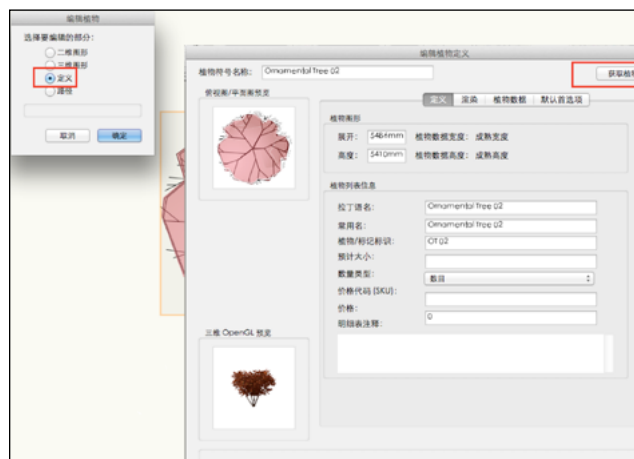 编辑植物
选择要编辑的部分:
二维图形
三维图形
定义
路径
取消
确定
编辑植物定义
植物符号名称:
Ornamental Tree 02
获取植物
俯视图/平面图预览
定义
渲染
植物数据
默认首选项
植物图形
展开:
5484mm
植物数据宽度: 成熟宽度
高度:
5410mm
植物数据高度: 成熟高度
植物列表信息
拉丁语名:
Ornamental Tree 02
常用名:
Ornamental Tree 02
植物/标记标识:
OT 02
预计大小:
数量类型:
数目
价格代码 (SKU):
价格:
0
明细表注释:
三维 OpenGL 预览